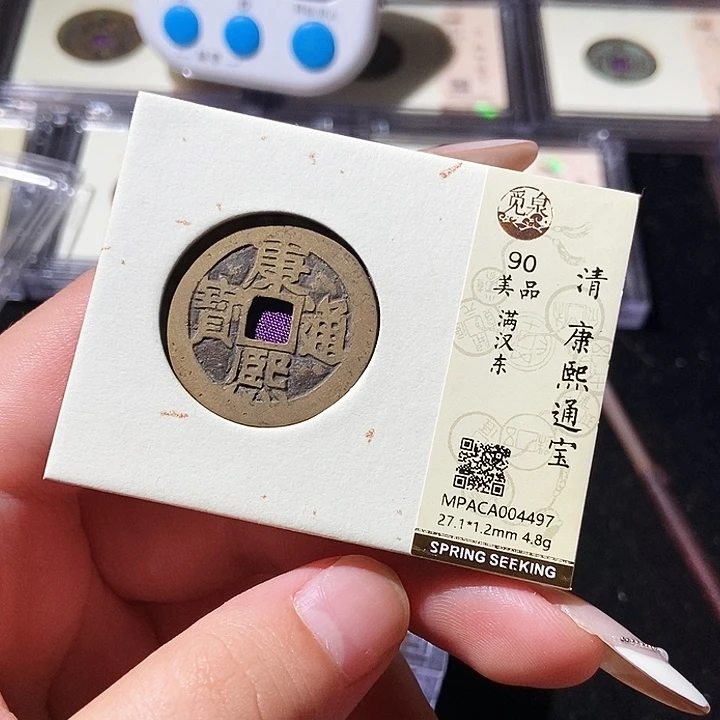 康熙通寶
觅泉
90
美品
满汉东
清 康熙通宝
MPACA004497
27.1*1.2mm 4.8g
SPRING SEEKING